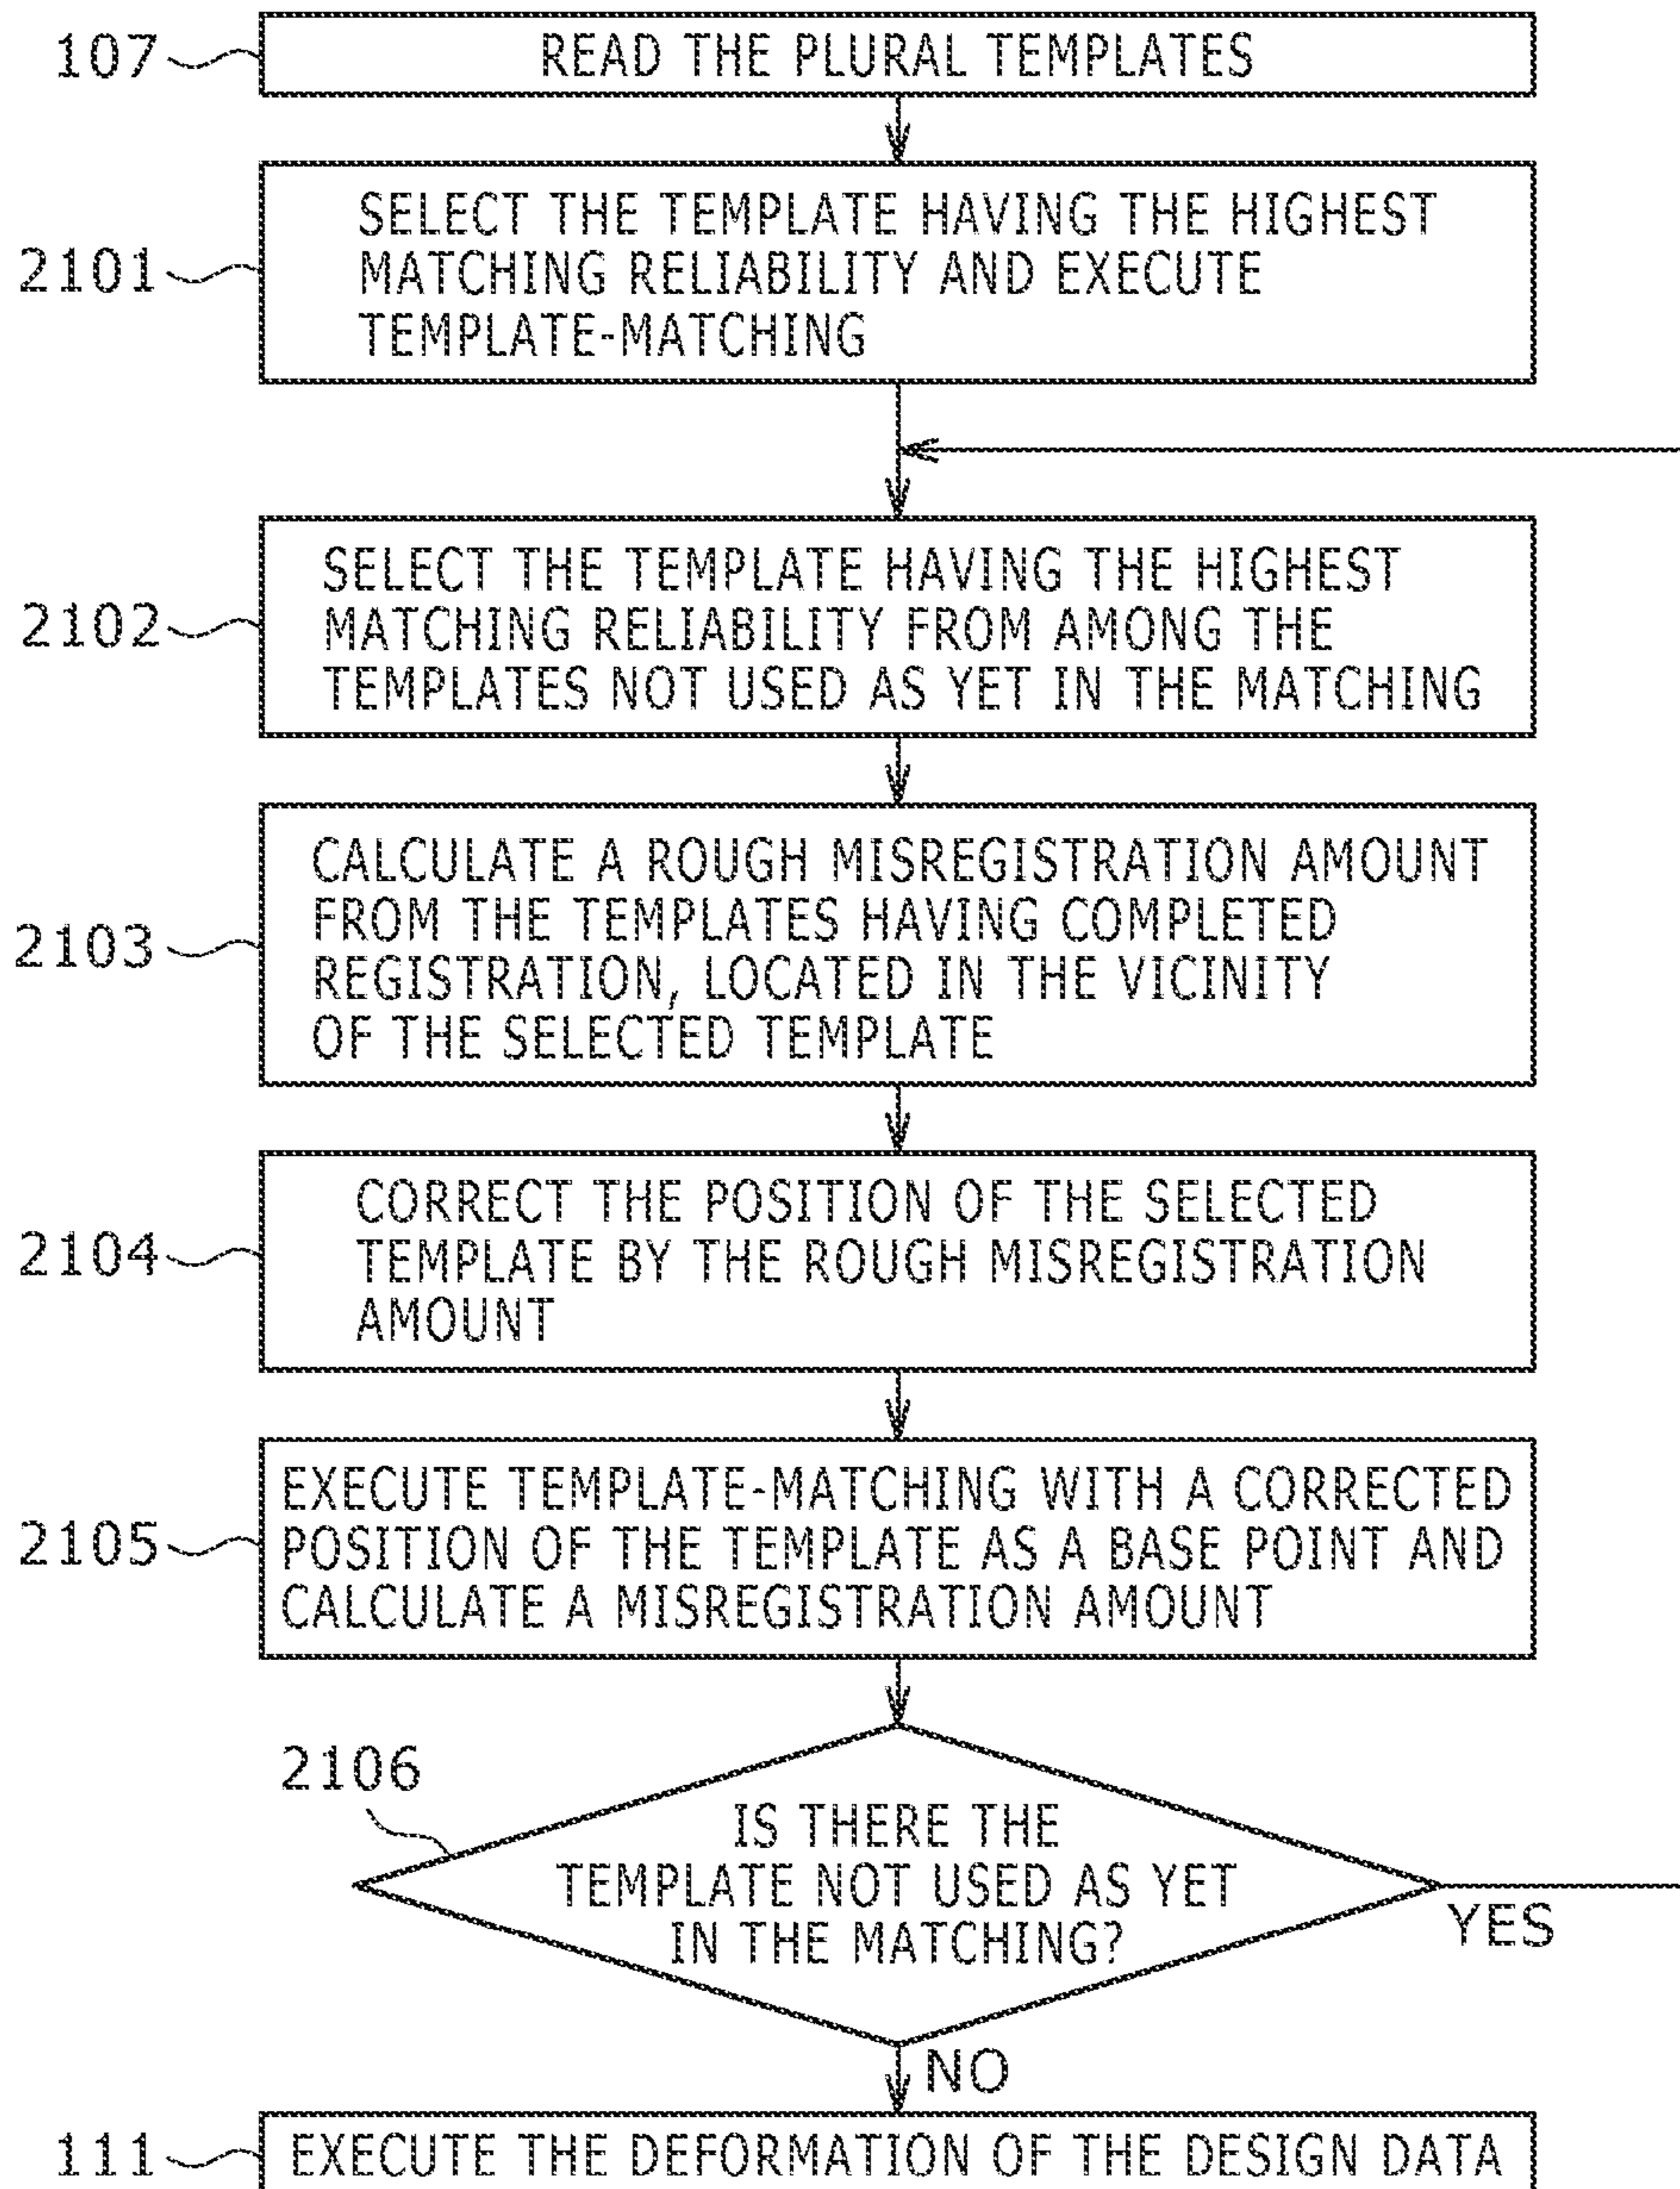 107
READ THE PLURAL TEMPLATES
2101
SELECT THE TEMPLATE HAVING THE HIGHEST
MATCHING RELIABILITY AND EXECUTE
TEMPLATE-MATCHING
2102
SELECT THE TEMPLATE HAVING THE HIGHEST
MATCHING RELIABILITY FROM AMONG THE
TEMPLATES NOT USED AS YET IN THE MATCHING
2103
CALCULATE A ROUGH MISREGISTRATION AMOUNT
FROM THE TEMPLATES HAVING COMPLETED
REGISTRATION, LOCATED IN THE VICINITY
OF THE SELECTED TEMPLATE
2104
CORRECT THE POSITION OF THE SELECTED
TEMPLATE BY THE ROUGH MISREGISTRATION
AMOUNT
2105
EXECUTE TEMPLATE-MATCHING WITH A CORRECTED
POSITION OF THE TEMPLATE AS A BASE POINT AND
CALCULATE A MISREGISTRATION AMOUNT
2106
IS THERE THE
TEMPLATE NOT USED AS YET
IN THE MATCHING?
YES
NO
111
EXECUTE THE DEFORMATION OF THE DESIGN DATA